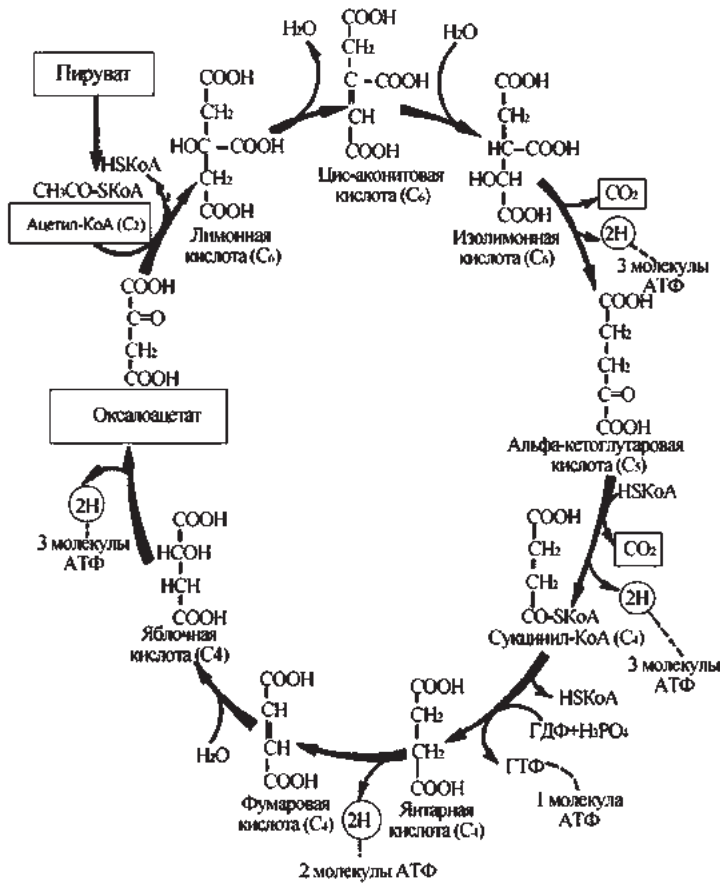 Пируват
HSKoA
CH3CO-SKoA
Ацетил-КоА (C2)
COOH
C=O
CH2
COOH
Оксалоацетат
COOH
CH2
HO C – COOH
CH2
COOH
Лимонная
кислота (C6)
H2O
COOH
CH2
C – COOH
CH
COOH
Цис-аконитовая
кислота (C6)
H2O
COOH
CH2
HC – COOH
HOCH
COOH
Изолимонная
кислота (C6)
CO2
2H
3 молекулы
АТФ
COOH
CH2
CH2
C=O
COOH
Альфа-кетоглутаровая
кислота (C5)
HSKoA
CO2
2H
3 молекулы
АТФ
COOH
CH2
CH2
CO-SKoA
Сукцинил-КоА (C4)
HSKoA
ГДФ+H3PO4
ГТФ
1 молекула
АТФ
COOH
CH2
CH2
COOH
Янтарная
кислота (C4)
2H
2 молекулы АТФ
COOH
CH
CH
COOH
Фумаровая
кислота (C4)
H2O
COOH
HCOH
HCH
COOH
Яблочная
кислота (C4)
2H
3 молекулы
АТФ